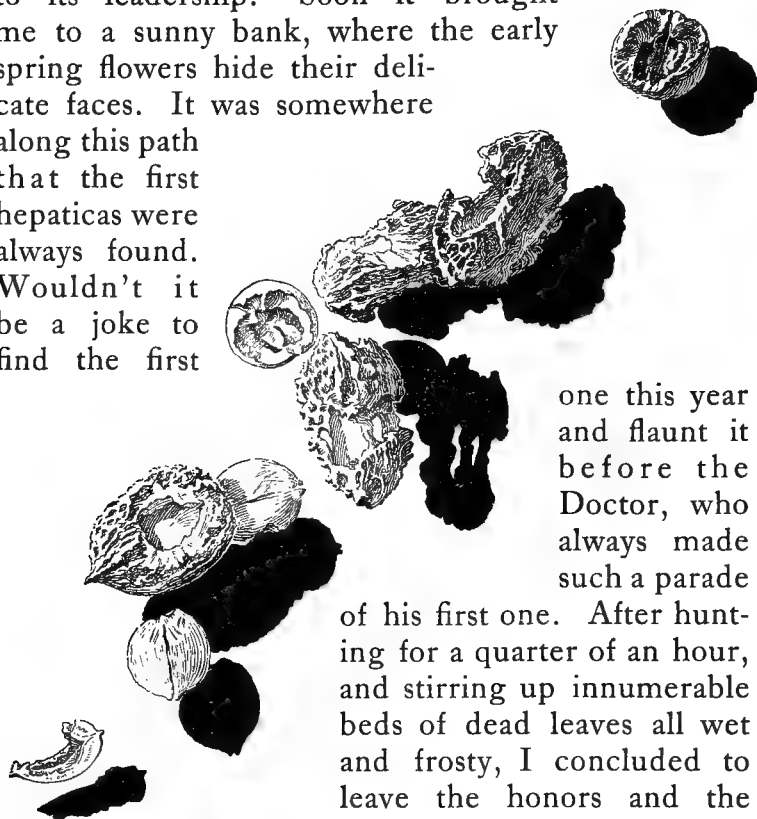 to its leadership. Soon it brought
me to a sunny bank, where the early
spring flowers hide their deli-
cate faces. It was somewhere
along this path
that the first
hepaticas were
always found.
Wouldn't it
be a joke to
find the first
one this year
and flaunt it
before the
Doctor, who
always made
such a parade
of his first one. After hunt-
ing for a quarter of an hour,
and stirring up innumerable
beds of dead leaves all wet
and frosty, I concluded to
leave the honors and the